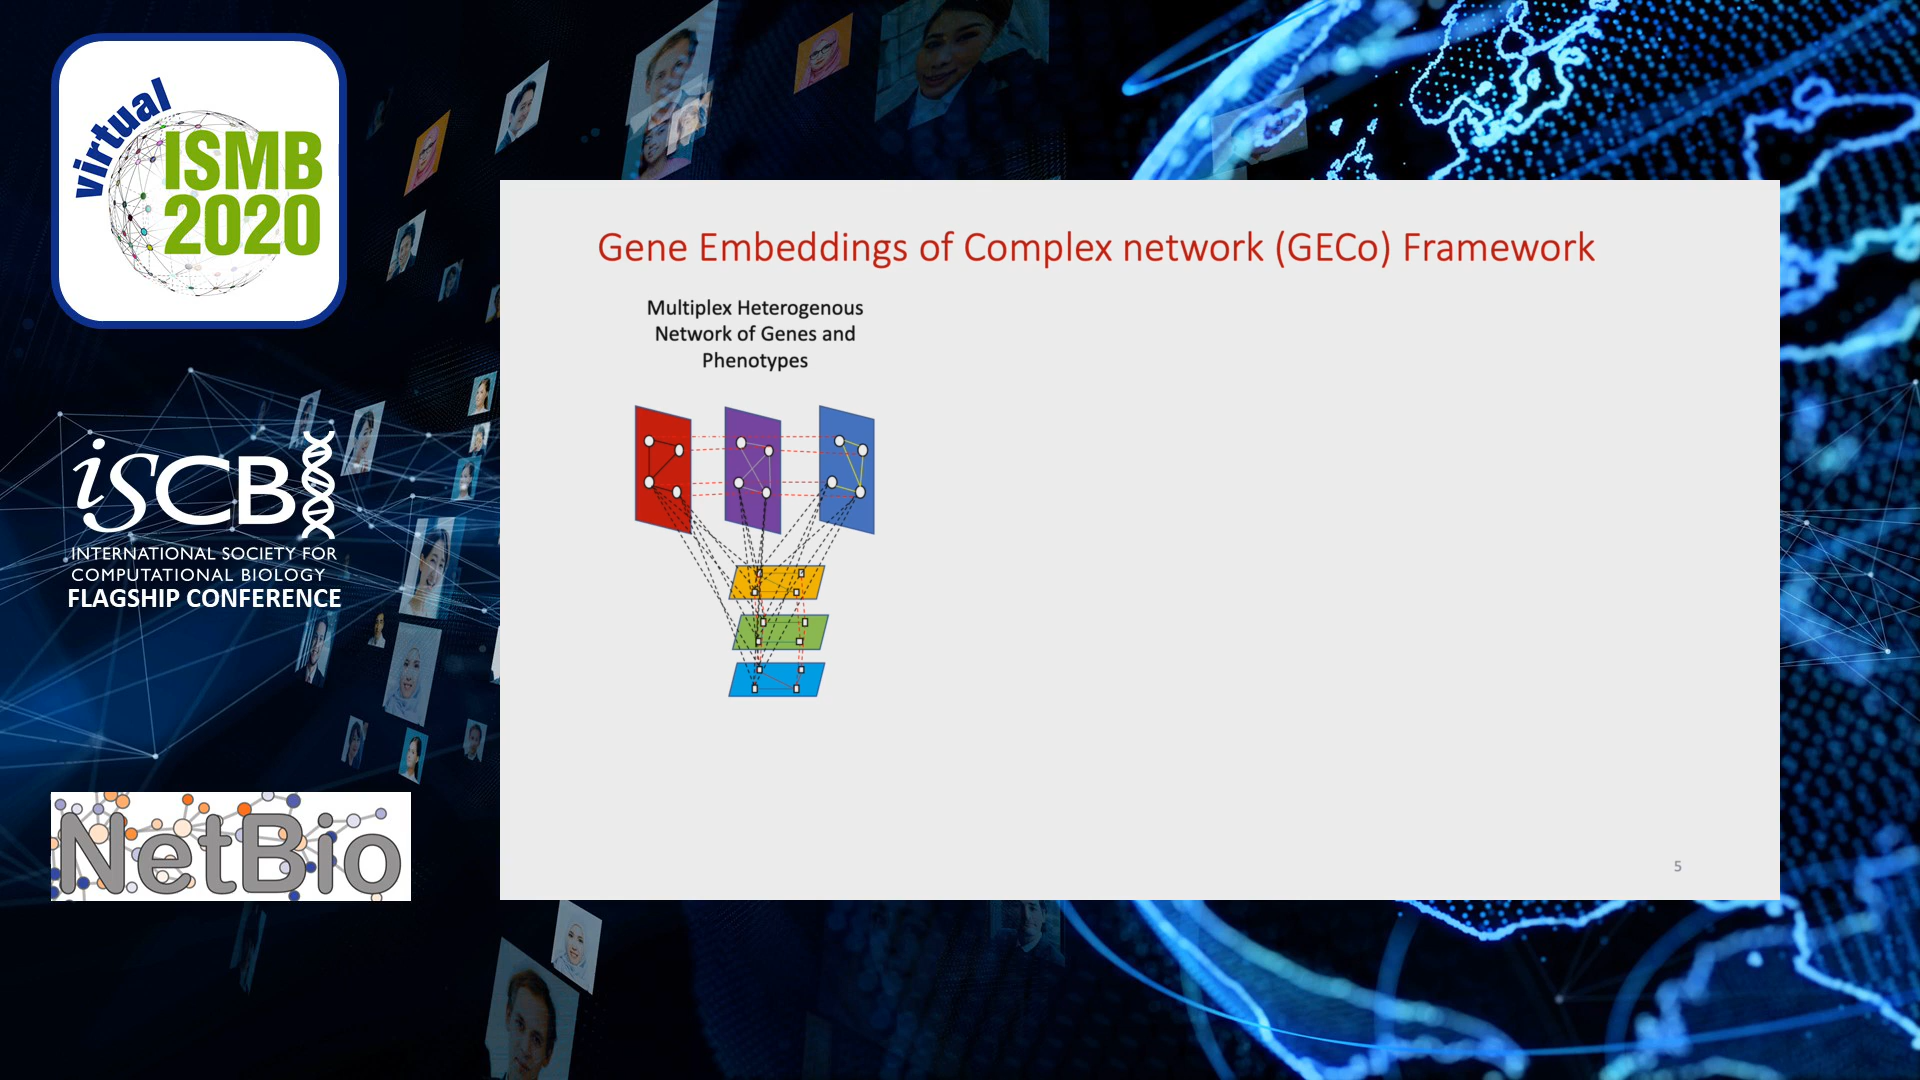 virtual
ISMB
2020
iSCB
INTERNATIONAL SOCIETY FOR
COMPUTATIONAL BIOLOGY
FLAGSHIP CONFERENCE
NetBio
Gene Embeddings of Complex network (GECo) Framework
Multiplex Heterogenous
Network of Genes and
Phenotypes
5